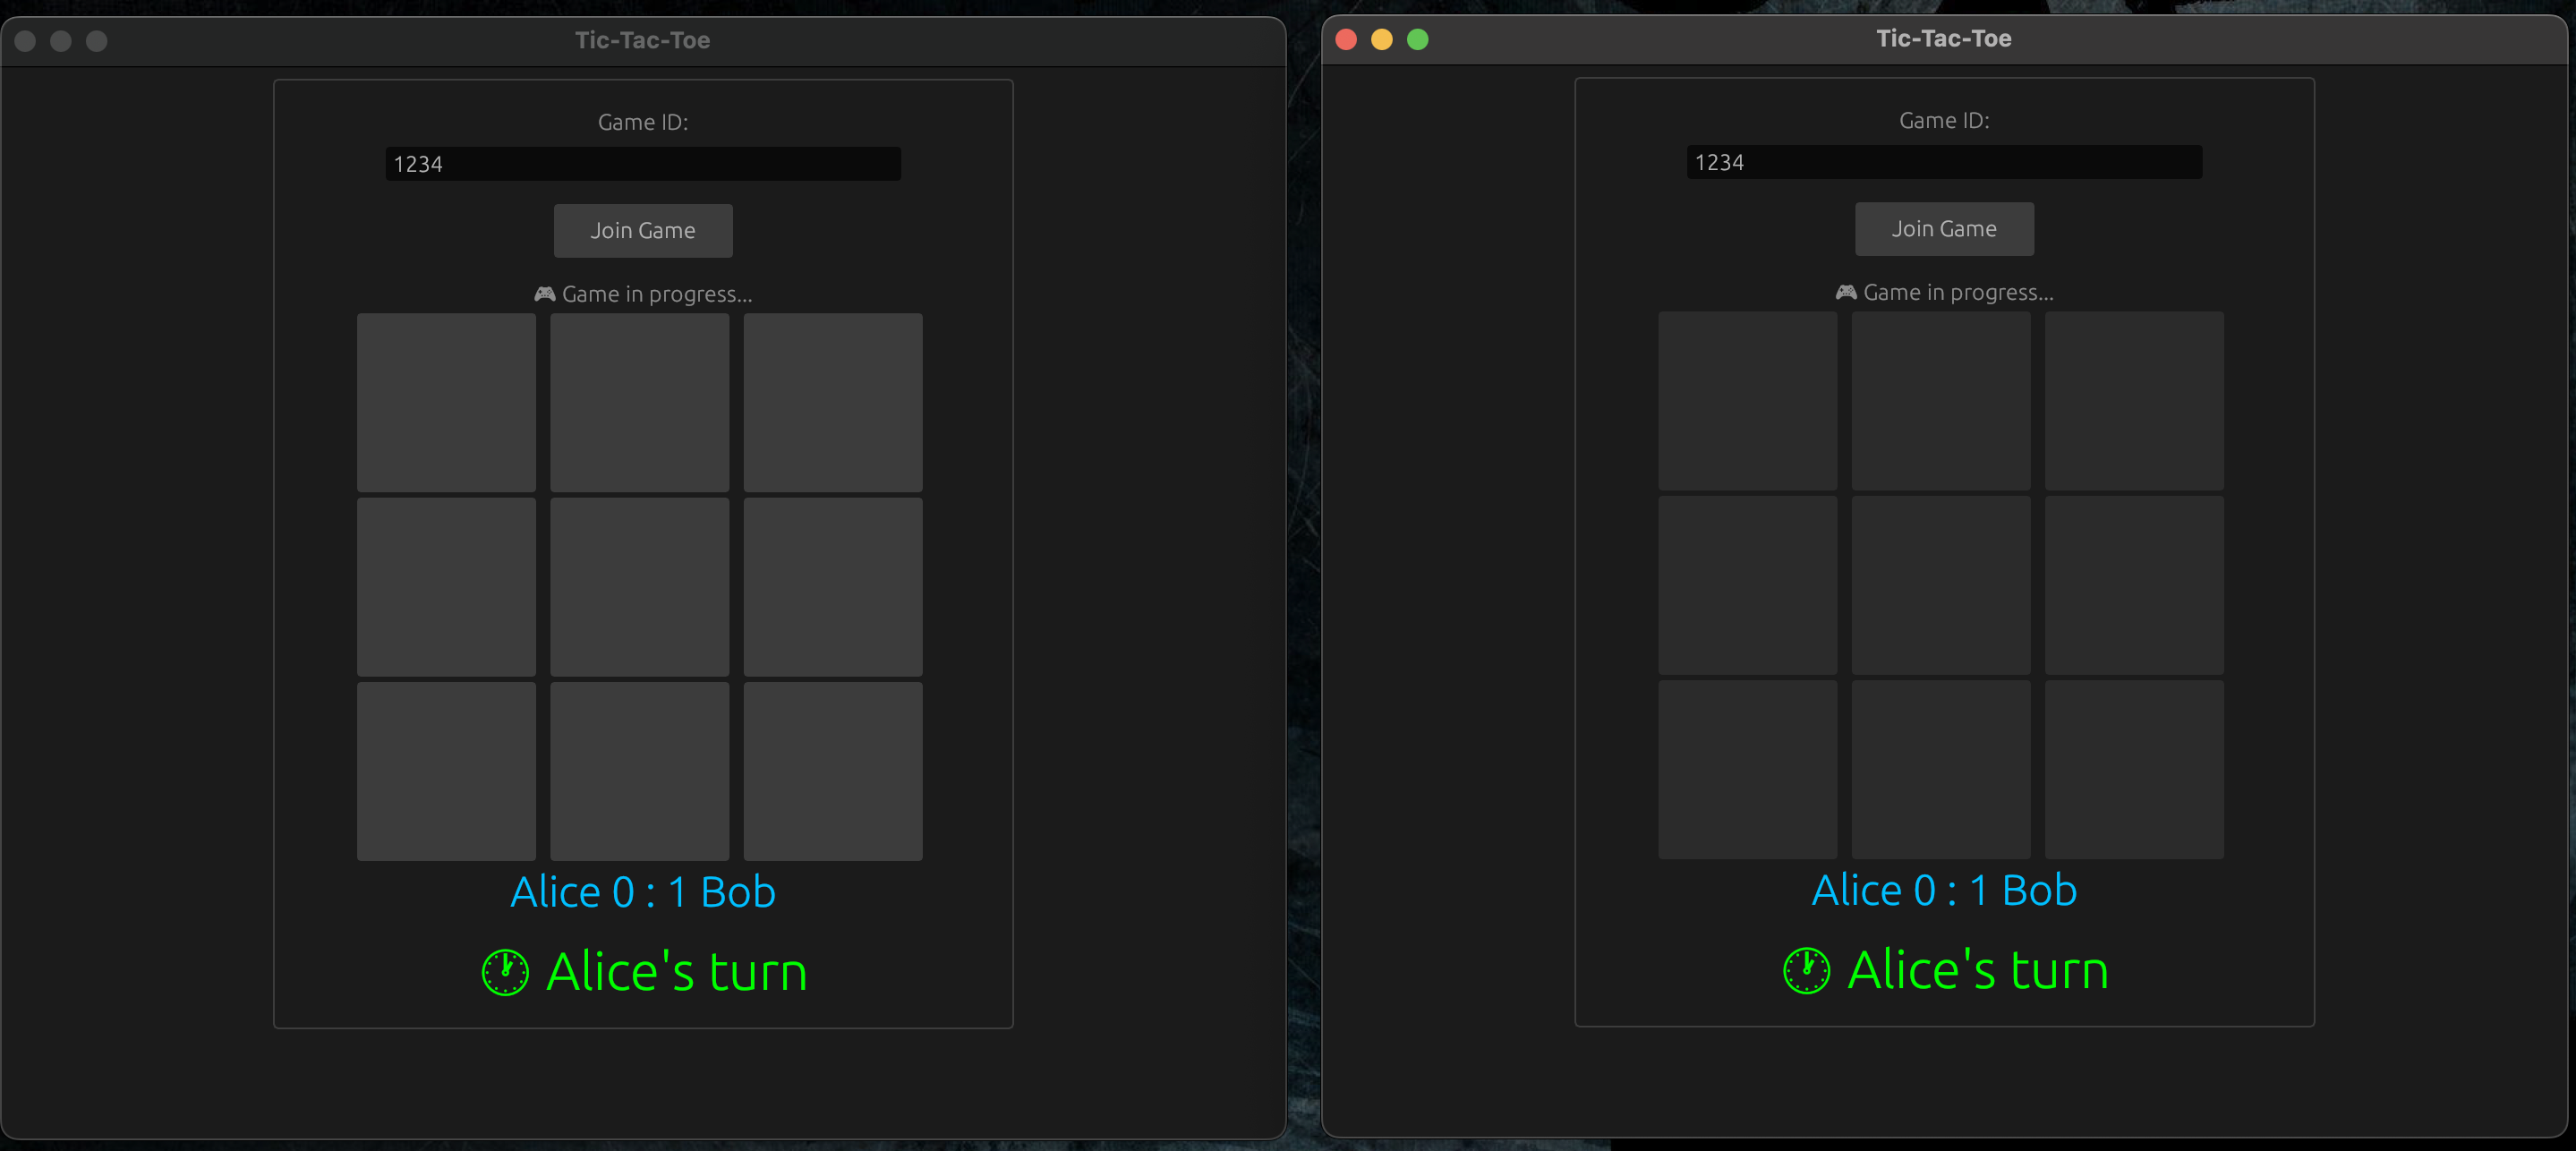 Tic-Tac-Toe
Game ID:
1234
Join Game
🎮 Game in progress...
Alice 0 : 1 Bob
🕐 Alice's turn
Tic-Tac-Toe
Game ID:
1234
Join Game
🎮 Game in progress...
Alice 0 : 1 Bob
🕐 Alice's turn